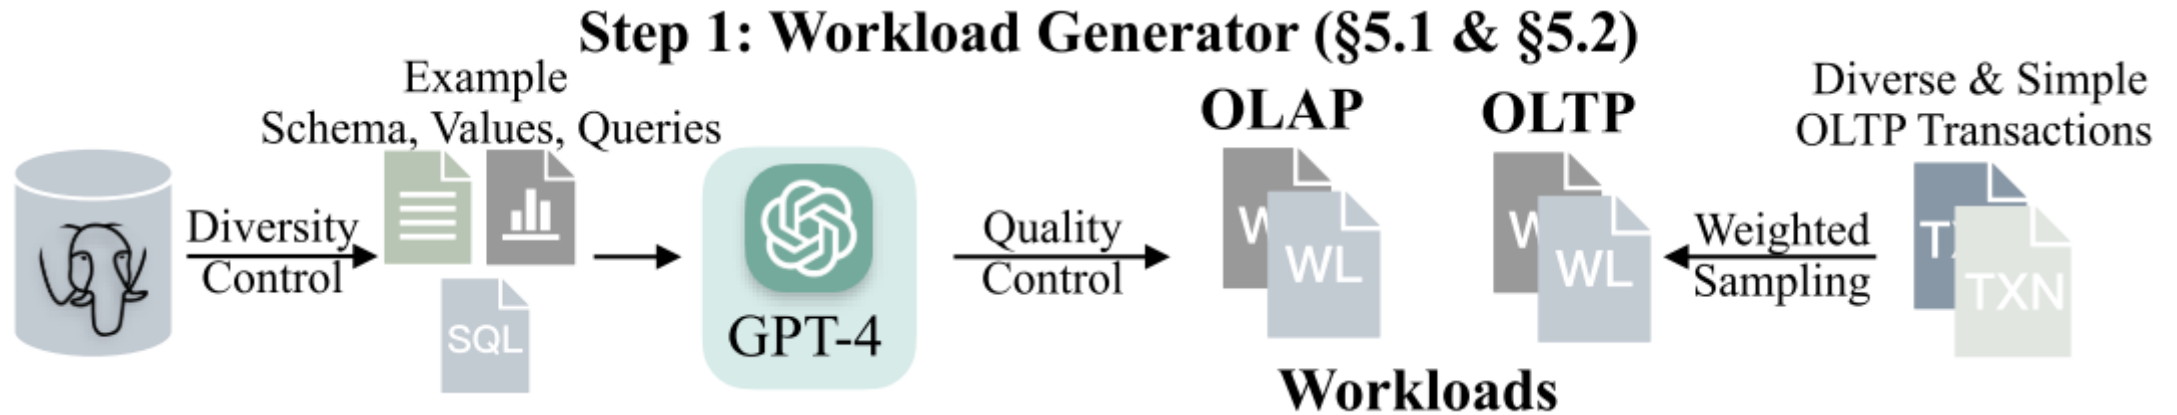 Step 1: Workload Generator (§5.1 & §5.2)
Example
Schema, Values, Queries
Diversity
Control
SQL
GPT-4
Quality
Control
OLAP
W
WL
OLTP
W
WL
Workloads
Weighted
Sampling
Diverse & Simple
OLTP Transactions
TX
TXN